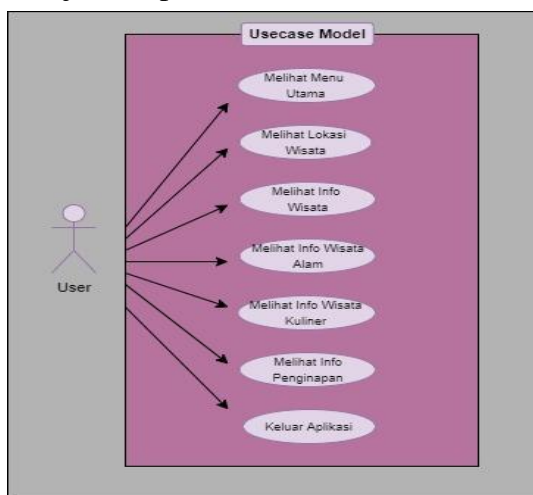 Usecase Model
Melihat Menu
Utama
Melihat Lokasi
Wisata
Melihat Info
Wisata
Melihat Info Wisata
Alam
User
Melihat Info Wisata
Kuliner
Melihat Info
Penginapan
Keluar Aplikasi